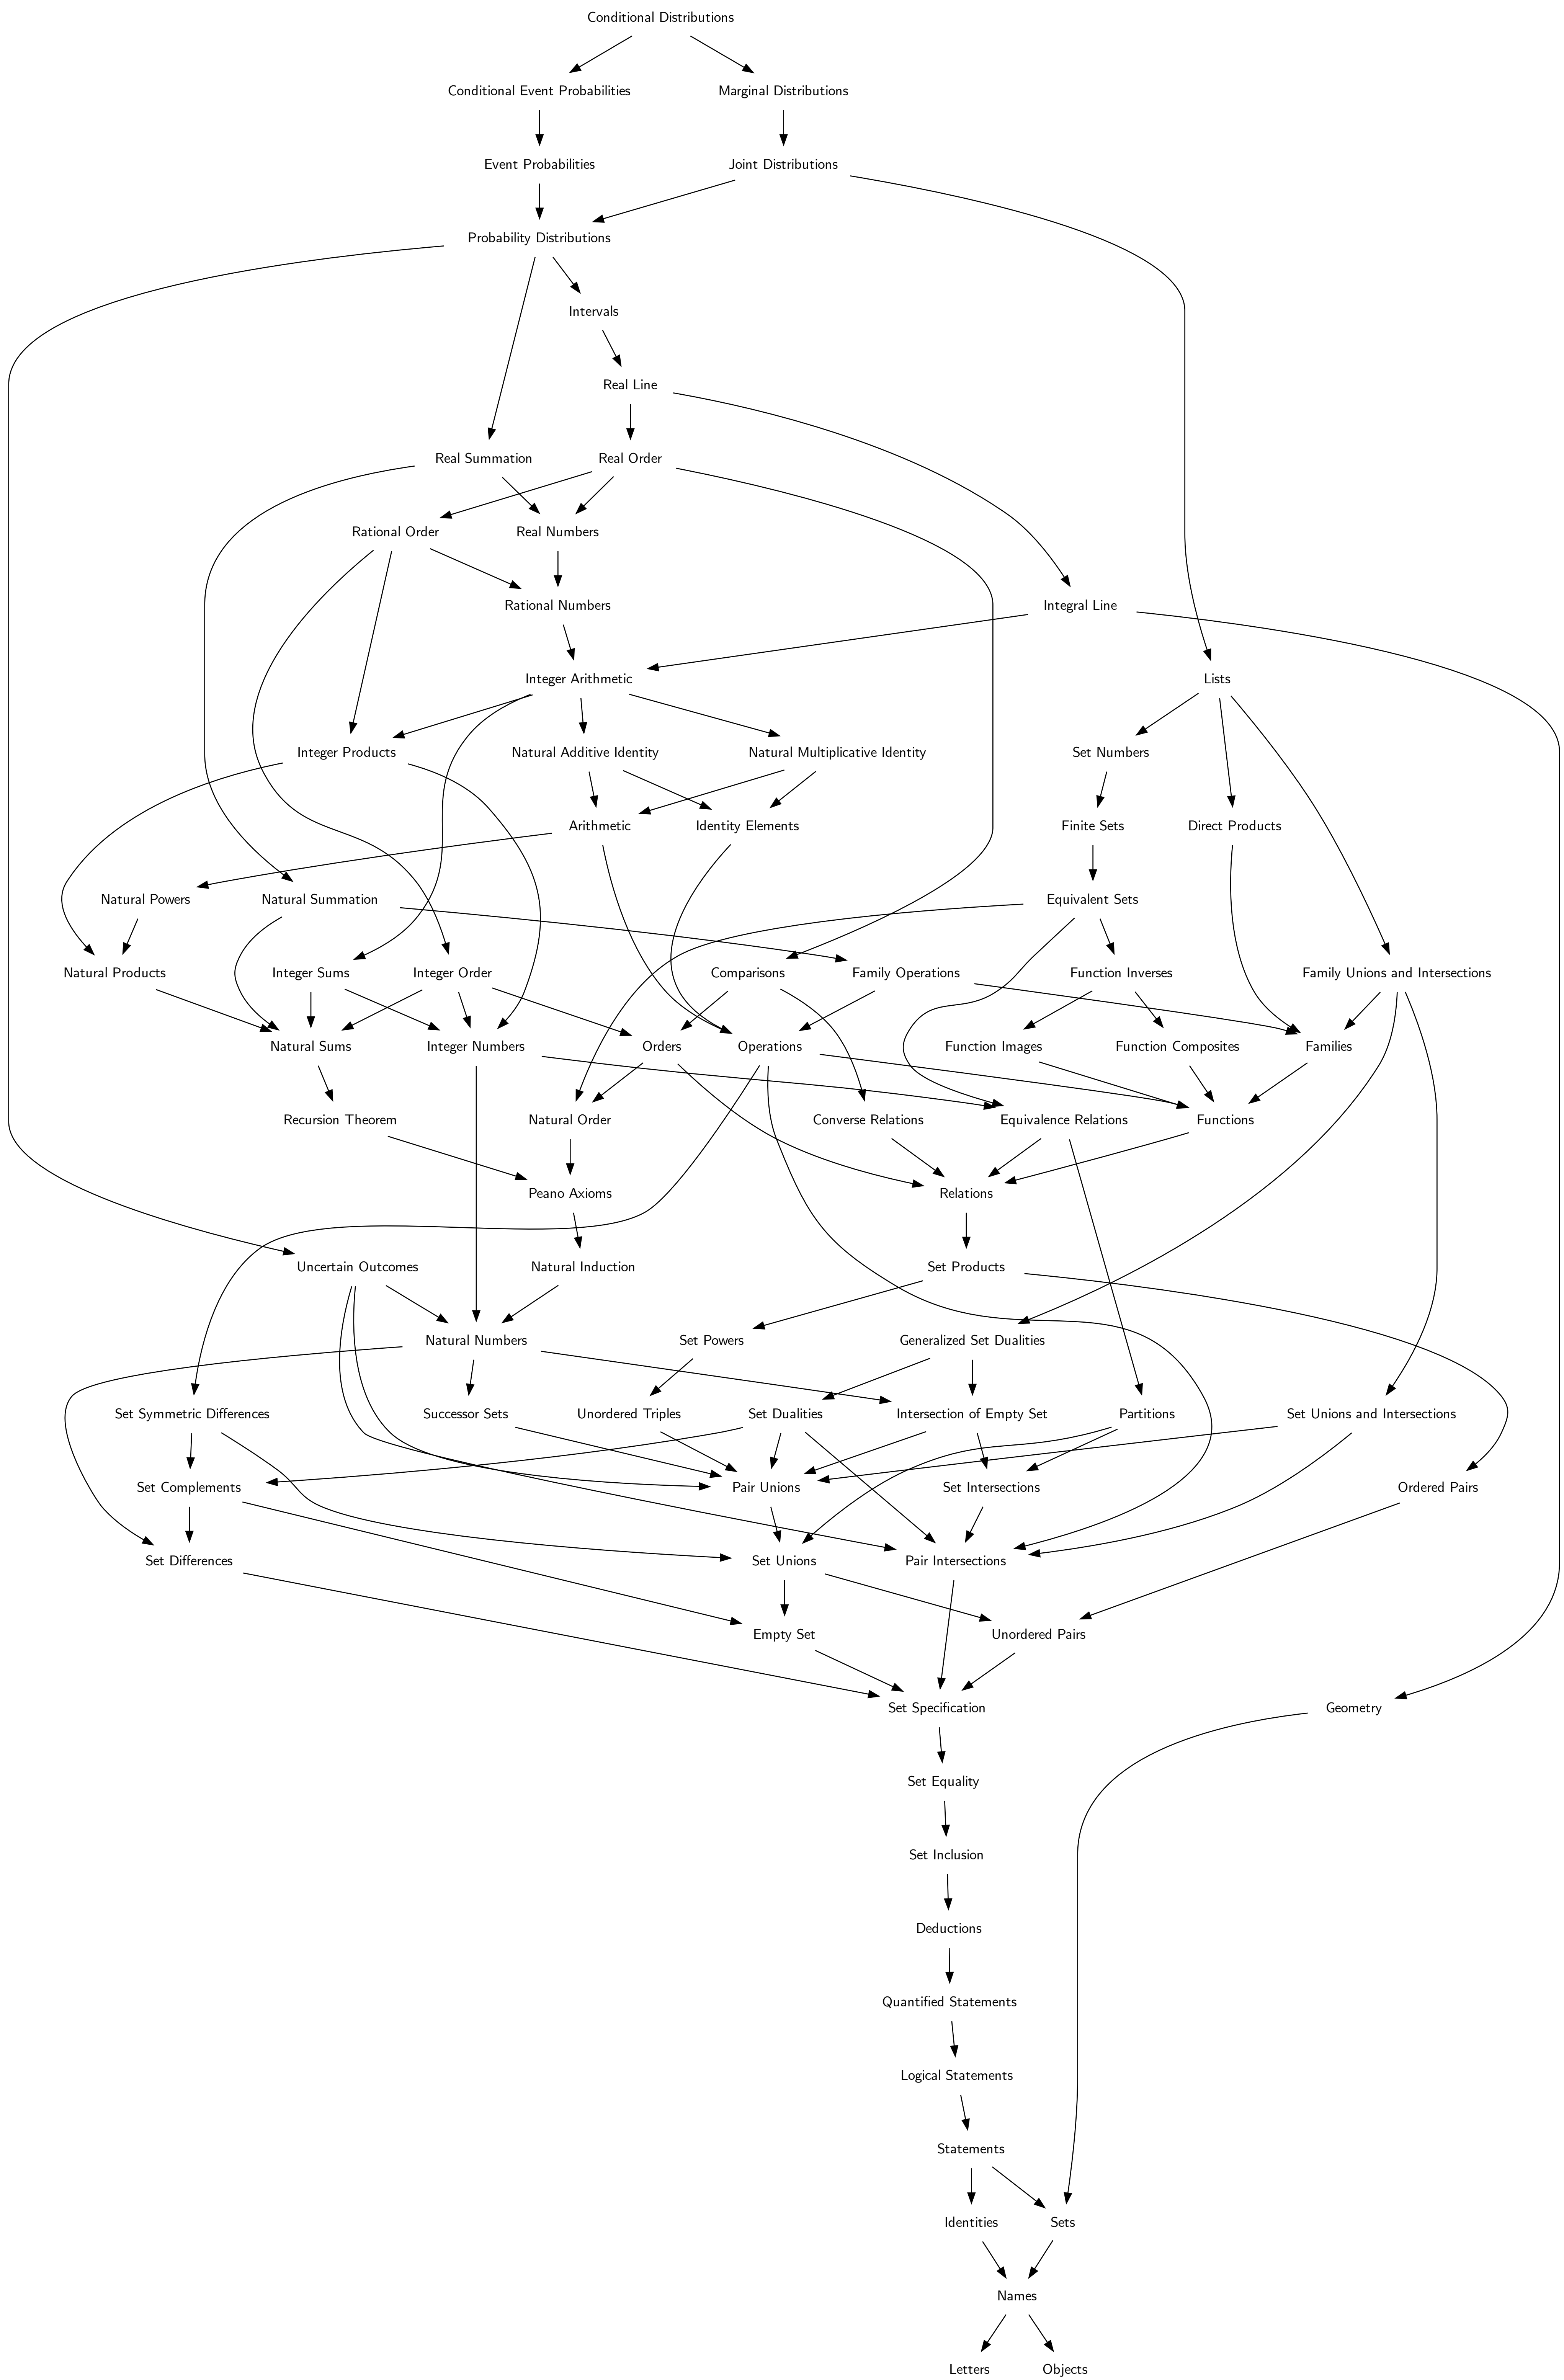 Conditional Distributions
Conditional Event Probabilities
Marginal Distributions
Event Probabilities
Joint Distributions
Probability Distributions
Intervals
Real Line
Real Summation
Real Order
Rational Order
Real Numbers
Rational Numbers
Integral Line
Integer Arithmetic
Lists
Integer Products
Natural Additive Identity
Natural Multiplicative Identity
Set Numbers
Arithmetic
Identity Elements
Finite Sets
Direct Products
Natural Powers
Natural Summation
Equivalent Sets
Natural Products
Integer Sums
Integer Order
Comparisons
Family Operations
Function Inverses
Family Unions and Intersections
Natural Sums
Integer Numbers
Orders
Operations
Function Images
Function Composites
Families
Recursion Theorem
Natural Order
Converse Relations
Equivalence Relations
Functions
Peano Axioms
Relations
Uncertain Outcomes
Natural Induction
Set Products
Natural Numbers
Set Powers
Generalized Set Dualities
Set Symmetric Differences
Successor Sets
Unordered Triples
Set Dualities
Intersection of Empty Set
Partitions
Set Unions and Intersections
Set Complements
Pair Unions
Set Intersections
Ordered Pairs
Set Differences
Set Unions
Pair Intersections
Empty Set
Unordered Pairs
Set Specification
Geometry
Set Equality
Set Inclusion
Deductions
Quantified Statements
Logical Statements
Statements
Identities
Sets
Names
Letters
Objects